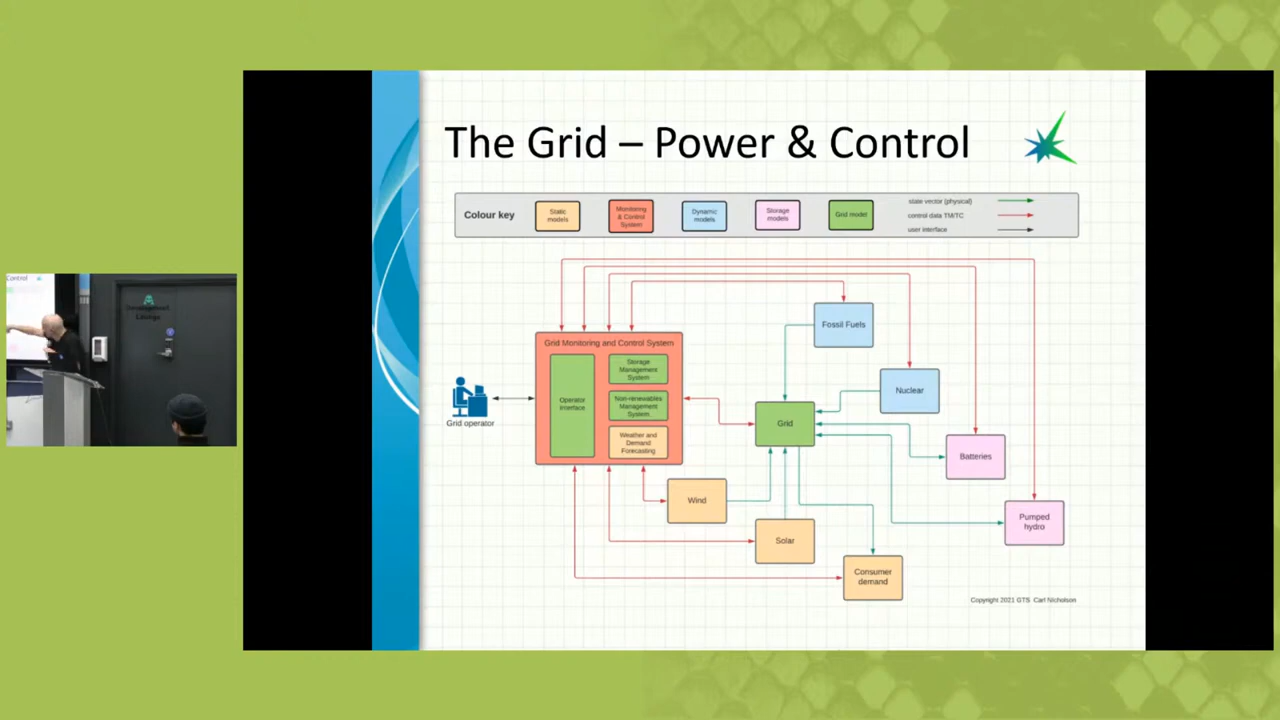 The Grid – Power & Control
Colour key
Static
models
Monitoring
& Control
System
Dynamic
models
Storage
models
Grid model
state vector (physical)
control data TM/TC
user interface
Fossil Fuels
Nuclear
Grid Monitoring and Control System
Operator
Interface
Storage
Management
System
Non-renewables
Management
System
Weather and
Demand
Forecasting
Grid operator
Grid
Batteries
Wind
Pumped
hydro
Solar
Consumer
demand
Copyright 2021 GTS Carl Nicholson
Control
Development
Lounge